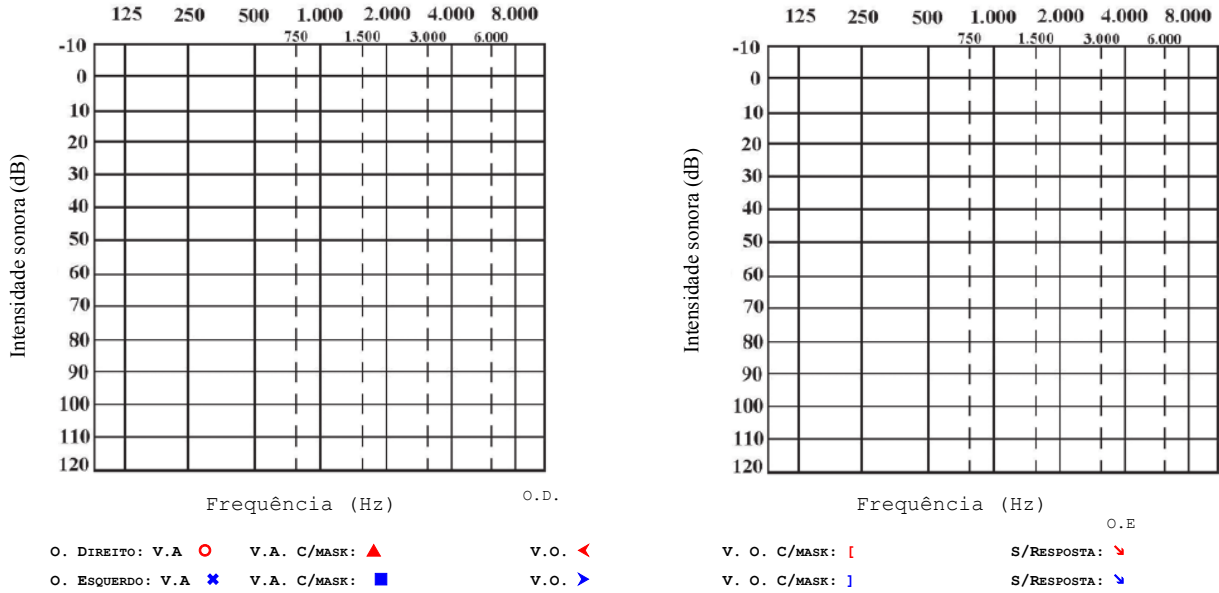 125 250 500 1.000 2.000 4.000 8.000
750 1.500 3.000 6.000
-10
0
10
20
30
40
50
60
70
80
90
100
110
120
Intensidade sonora (dB)
Frequência (Hz)
O.D.
125 250 500 1.000 2.000 4.000 8.000
750 1.500 3.000 6.000
-10
0
10
20
30
40
50
60
70
80
90
100
110
120
Intensidade sonora (dB)
Frequência (Hz)
O.E
O. DIREITO: V.A V.A. C/MASK: V.O. V. O. C/MASK: [ S/RESPOSTA:
O. ESQUERDO: V.A V.A. C/MASK: V.O. V. O. C/MASK: ] S/RESPOSTA: